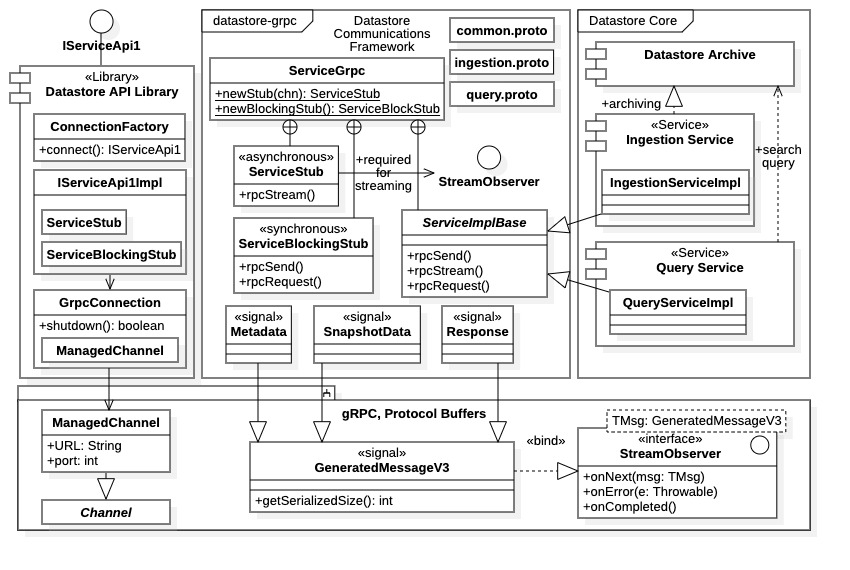 IServiceApi1
«Library»
Datastore API Library
ConnectionFactory
+connect(): IServiceApi1
IServiceApi1Impl
ServiceStub
ServiceBlockingStub
GrpcConnection
+shutdown(): boolean
ManagedChannel
datastore-grpc
Datastore
Communications
Framework
common.proto
ingestion.proto
query.proto
ServiceGrpc
+newStub(chn): ServiceStub
+newBlockingStub(): ServiceBlockStub
«asynchronous»
ServiceStub
+rpcStream()
+required
for
streaming
StreamObserver
«synchronous»
ServiceBlockingStub
+rpcSend()
+rpcRequest()
ServiceImplBase
+rpcSend()
+rpcStream()
+rpcRequest()
«signal»
Metadata
«signal»
SnapshotData
«signal»
Response
Datastore Core
Datastore Archive
+archiving
«Service»
Ingestion Service
IngestionServiceImpl
+search
query
«Service»
Query Service
QueryServiceImpl
gRPC, Protocol Buffers
ManagedChannel
+URL: String
+port: int
Channel
«signal»
GeneratedMessageV3
+getSerializedSize(): int
«bind»
TMsg: GeneratedMessageV3
«interface»
StreamObserver
+onNext(msg: TMsg)
+onError(e: Throwable)
+onCompleted()